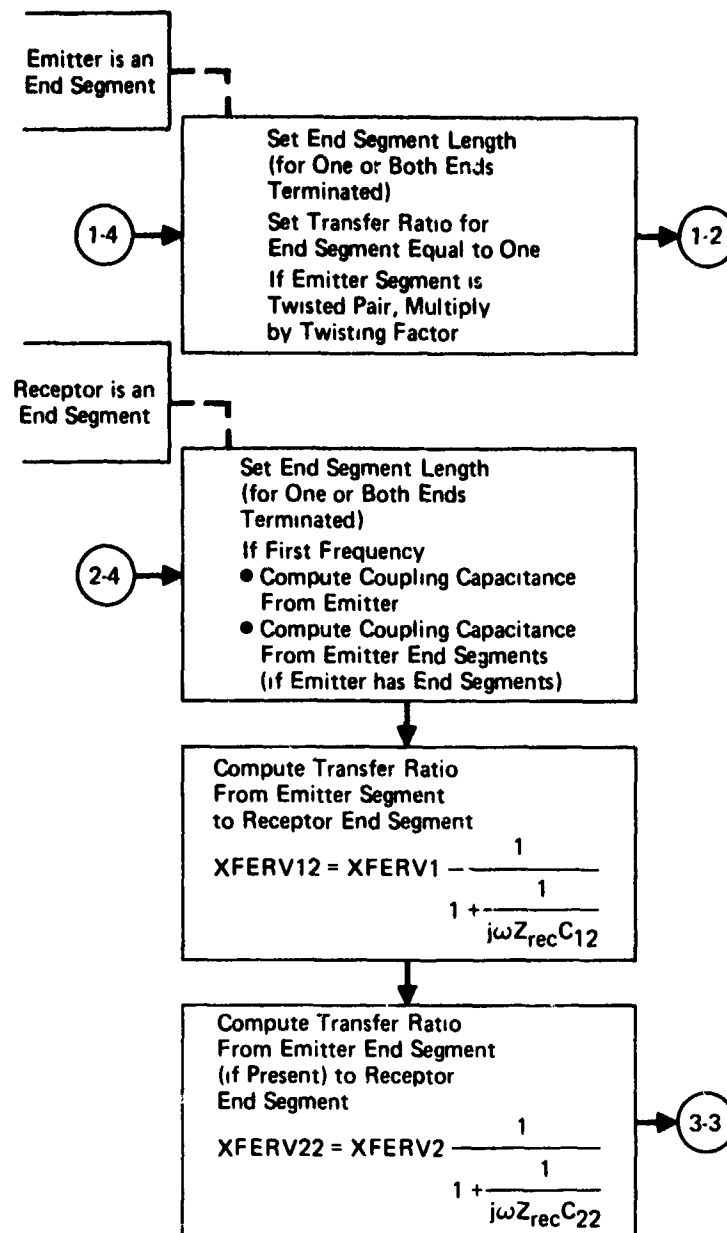 Emitter is an
End Segment
Set End Segment Length
(for One or Both Ends
Terminated)
Set Transfer Ratio for
End Segment Equal to One
If Emitter Segment is
Twisted Pair, Multiply
by Twisting Factor
1-4
1-2
Receptor is an
End Segment
Set End Segment Length
(for One or Both Ends
Terminated)
If First Frequency
● Compute Coupling Capacitance
From Emitter
● Compute Coupling Capacitance
From Emitter End Segments
(if Emitter has End Segments)
2-4
Compute Transfer Ratio
From Emitter Segment
to Receptor End Segment
XFERV12 = XFERV1 1
1 + 1
jωZrecC12
Compute Transfer Ratio
From Emitter End Segment
(if Present) to Receptor
End Segment
XFERV22 = XFERV2 1
1 + 1
jωZrecC22
3-3